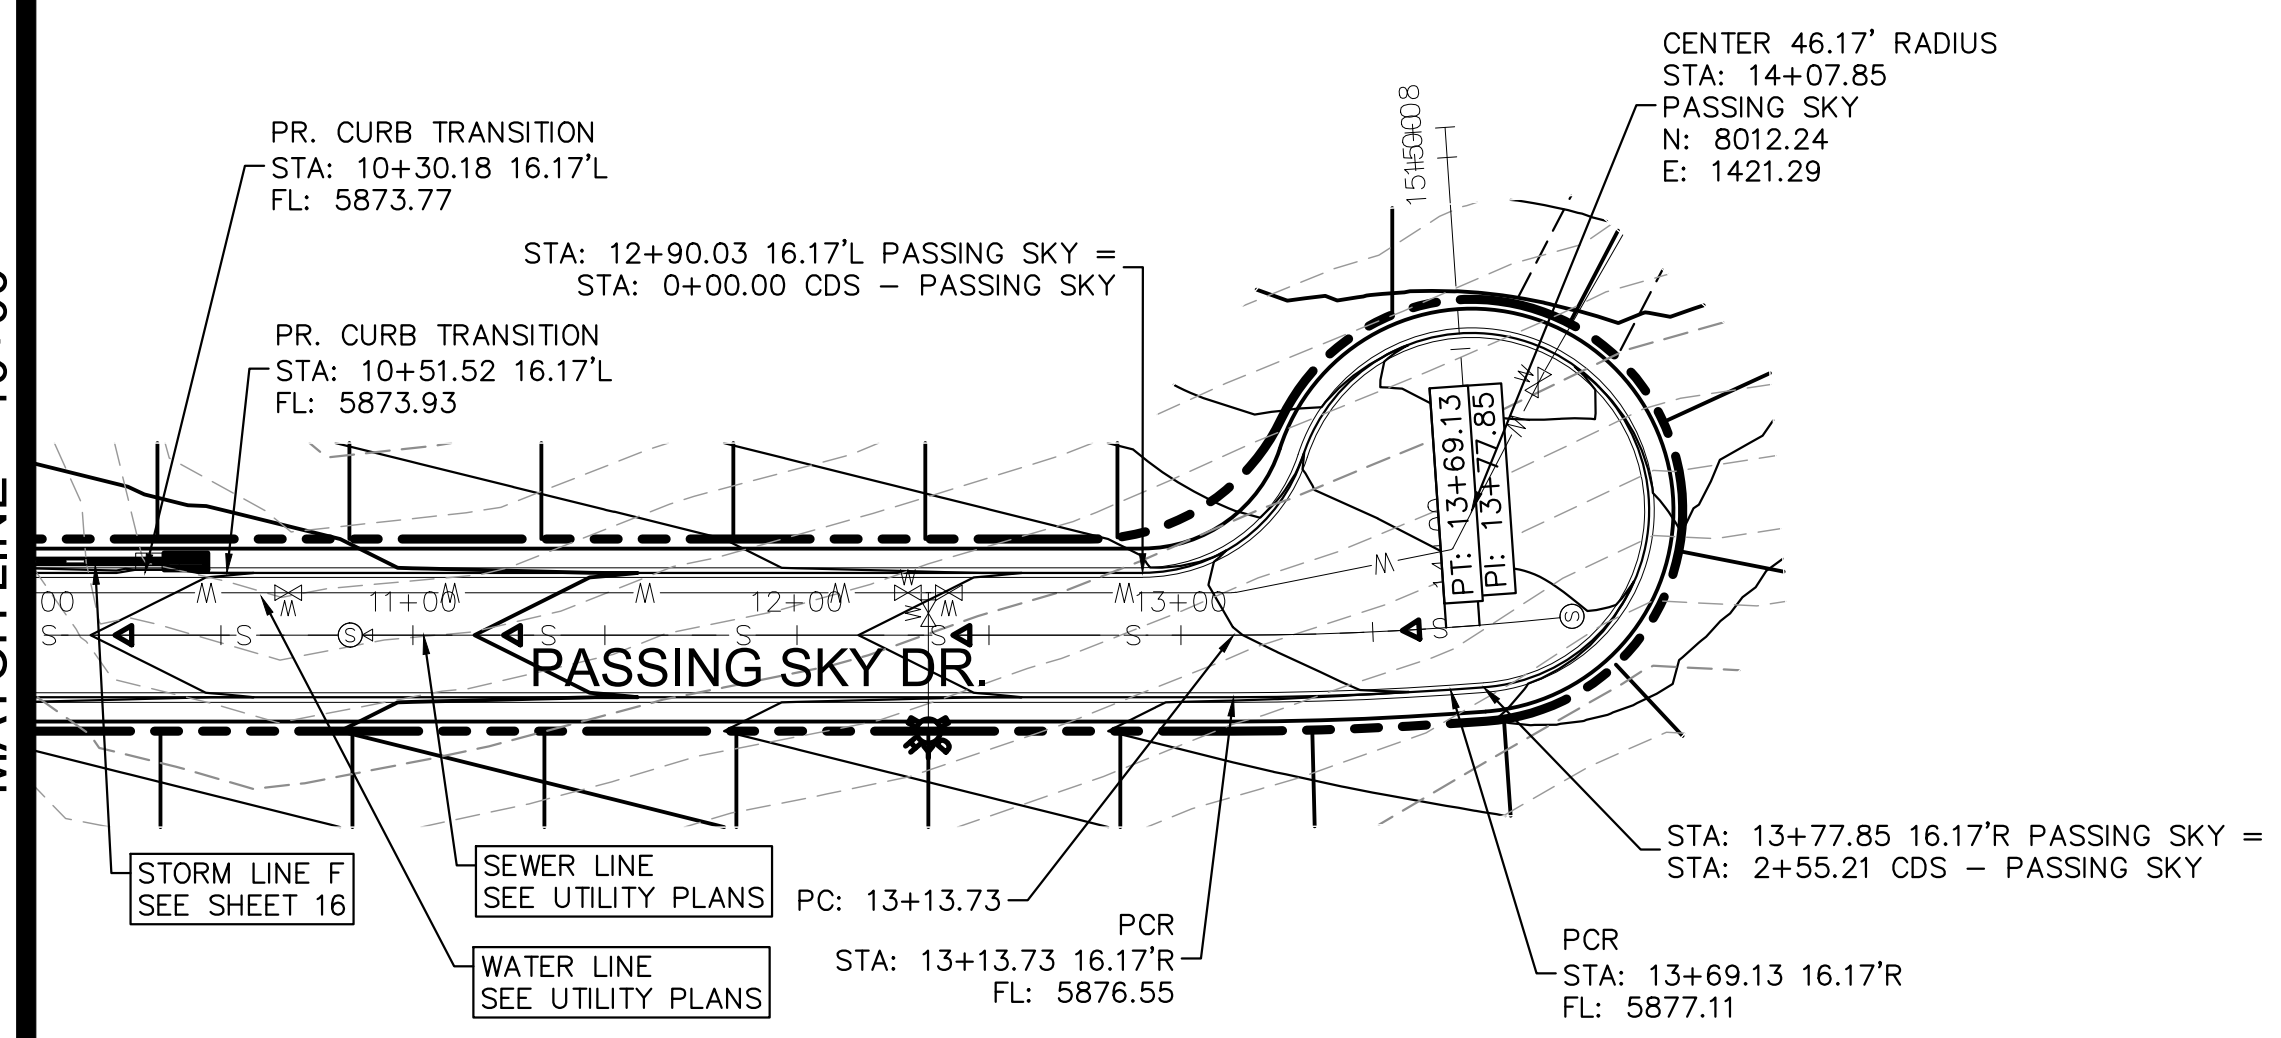 CENTER 46.17' RADIUS
STA: 14+07.85
PASSING SKY
N: 8012.24
E: 1421.29
PR. CURB TRANSITION
STA: 10+30.18 16.17'L
FL: 5873.77
STA: 12+90.03 16.17'L PASSING SKY =
STA: 0+00.00 CDS – PASSING SKY
PR. CURB TRANSITION
STA: 10+51.52 16.17'L
FL: 5873.93
PT: 13+69.13
PI: 13+77.85
00
W
W
11+00
W
W
12+00
W
W
W
W
W
13+00
W
W
W
S
S
S
S
S
S
S
S
S
PASSING SKY DR.
STORM LINE F
SEE SHEET 16
SEWER LINE
SEE UTILITY PLANS
WATER LINE
SEE UTILITY PLANS
PC: 13+13.73
PCR
STA: 13+13.73 16.17'R
FL: 5876.55
STA: 13+77.85 16.17'R PASSING SKY =
STA: 2+55.21 CDS – PASSING SKY
PCR
STA: 13+69.13 16.17'R
FL: 5877.11